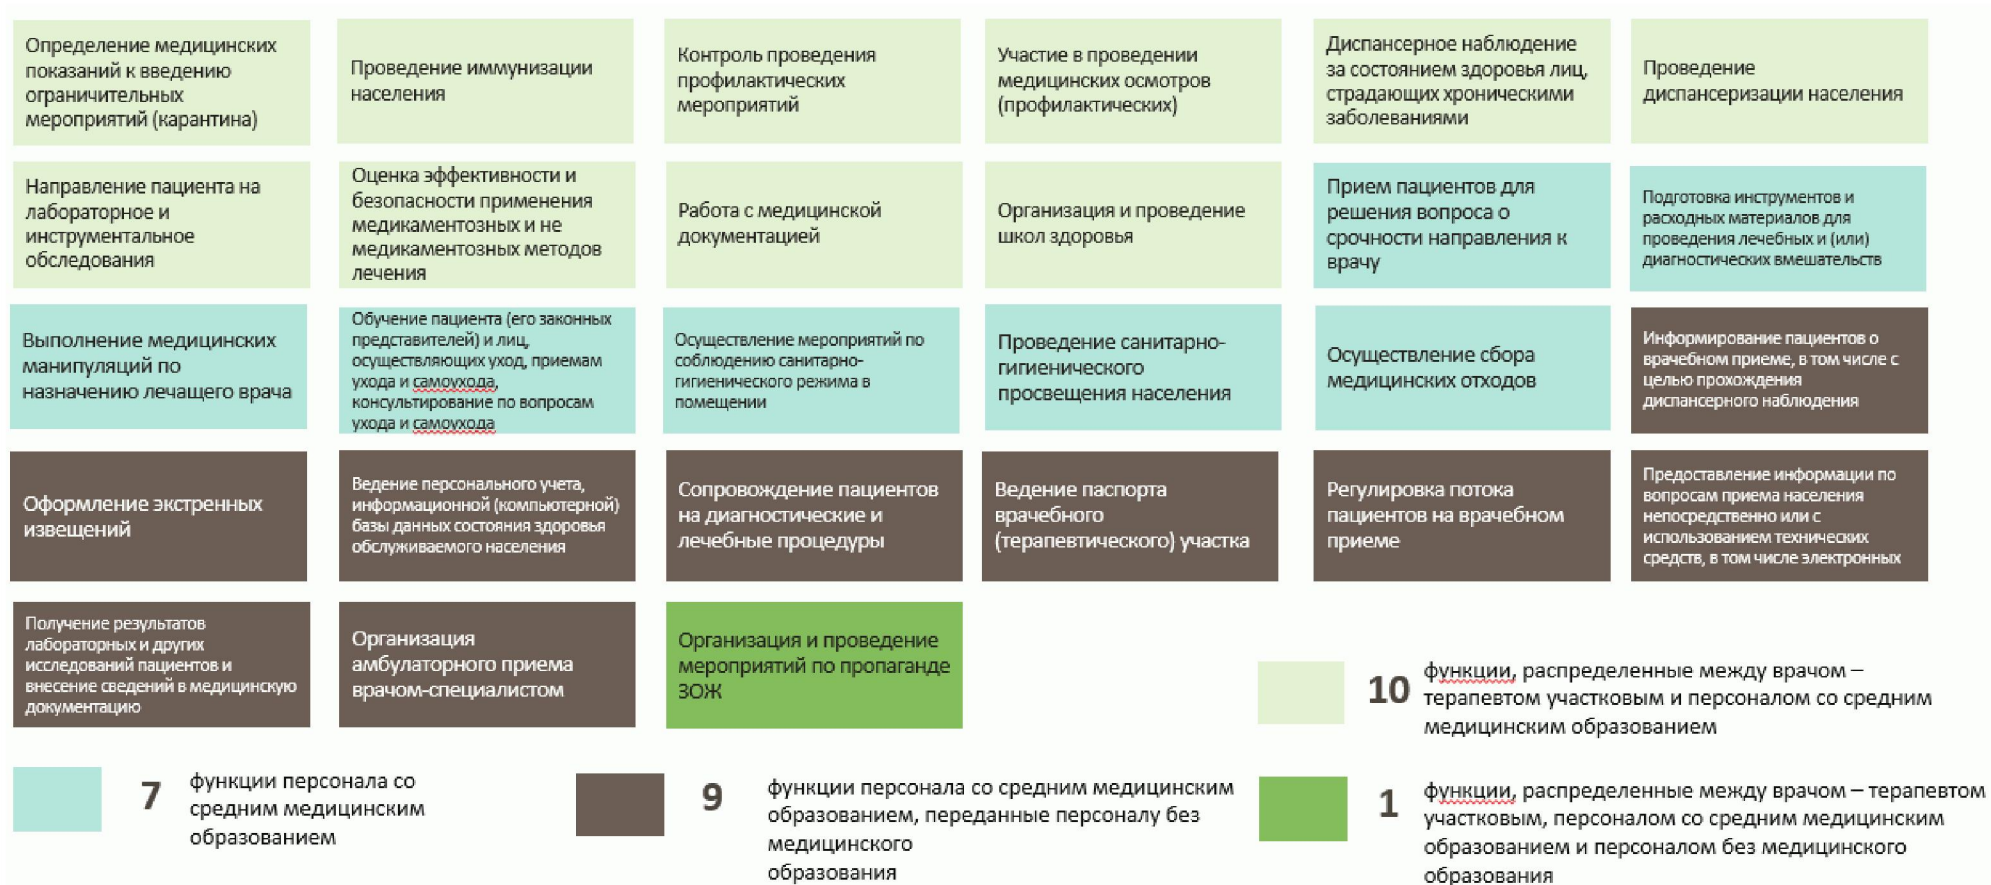 Определение медицинских
показаний к введению
ограничительных
мероприятий (карантина)
Проведение иммунизации
населения
Контроль проведения
профилактических
мероприятий
Участие в проведении
медицинских осмотров
(профилактических)
Диспансерное наблюдение
за состоянием здоровья лиц,
страдающих хроническими
заболеваниями
Проведение
диспансеризации населения
Направление пациента на
лабораторное и
инструментальное
обследования
Оценка эффективности и
безопасности применения
медикаментозных и не
медикаментозных методов
лечения
Работа с медицинской
документацией
Организация и проведение
школ здоровья
Прием пациентов для
решения вопроса о
срочности направления к
врачу
Подготовка инструментов и
расходных материалов для
проведения лечебных и (или)
диагностических вмешательств
Выполнение медицинских
манипуляций по
назначению лечащего врача
Обучение пациента (его законных
представителей) и лиц,
осуществляющих уход, приемам
ухода и самоухода,
консультирование по вопросам
ухода и самоухода
Осуществление мероприятий по
соблюдению санитарно-
гигиенического режима в
помещении
Проведение санитарно-
гигиенического
просвещения населения
Осуществление сбора
медицинских отходов
Информирование пациентов о
врачебном приеме, в том числе с
целью прохождения
диспансерного наблюдения
Оформление экстренных
извещений
Ведение персонального учета,
информационной (компьютерной)
базы данных состояния здоровья
обслуживаемого населения
Сопровождение пациентов
на диагностические и
лечебные процедуры
Ведение паспорта
врачебного
(терапевтического) участка
Регулировка потока
пациентов на врачебном
приеме
Предоставление информации по
вопросам приема населения
непосредственно или с
использованием технических
средств, в том числе электронных
Получение результатов
лабораторных и других
исследований пациентов и
внесение сведений в медицинскую
документацию
Организация
амбулаторного приема
врачом-специалистом
Организация и проведение
мероприятий по пропаганде
ЗОЖ
10
функции, распределенные между врачом –
терапевтом участковым и персоналом со средним
медицинским образованием
7
функции персонала со
средним медицинским
образованием
9
функции персонала со средним медицинским
образованием, переданные персоналу без
медицинского
образования
1
функции, распределенные между врачом – терапевтом
участковым, персоналом со средним медицинским
образованием и персоналом без медицинского
образования